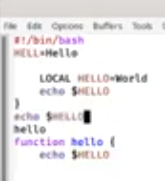 File Edit Options Buffers Tools
#!/bin/bash
HELL=Hello
LOCAL HELLO=World
echo $HELLO
}
echo $HELLO
hello
function hello {
echo $HELLO